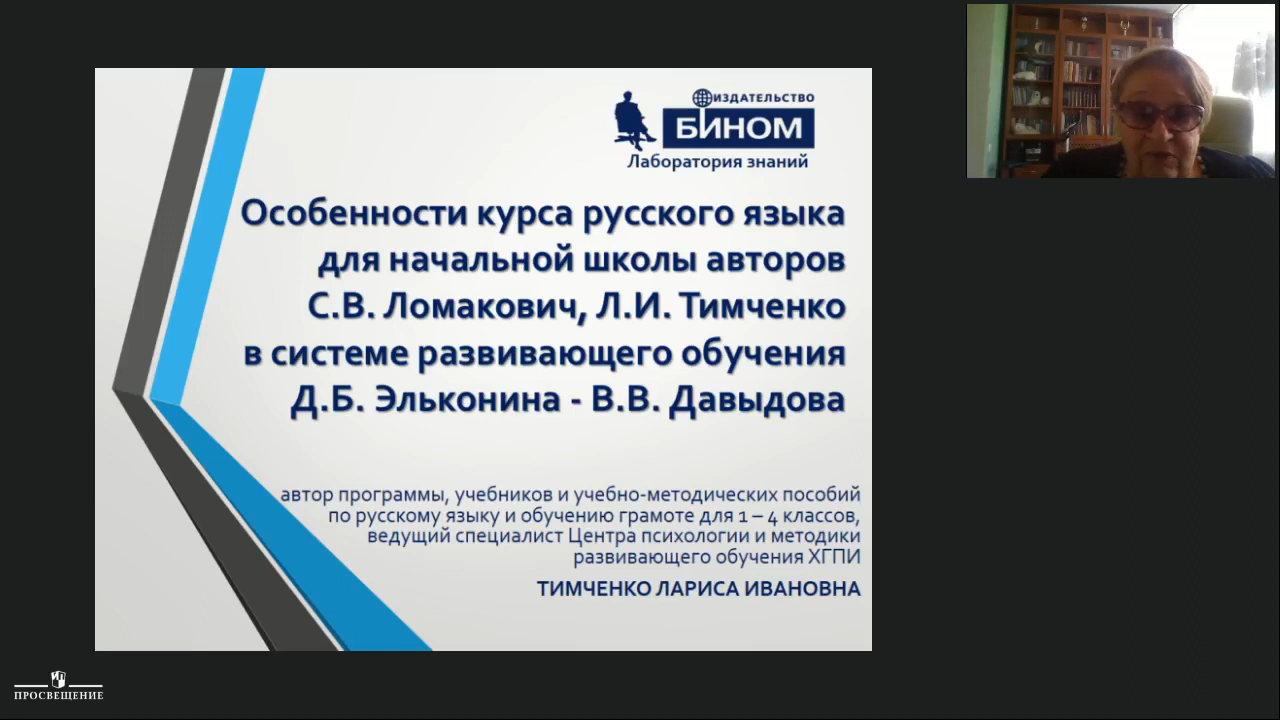 ИЗДАТЕЛЬСТВО
БИНОМ
Лаборатория знаний
Особенности курса русского языка
для начальной школы авторов
С.В. Ломакович, Л.И. Тимченко
в системе развивающего обучения
Д.Б. Эльконина - В.В. Давыдова
автор программы, учебников и учебно-методических пособий
по русскому языку и обучению грамоте для 1 – 4 классов,
ведущий специалист Центра психологии и методики
развивающего обучения ХГПИ
ТИМЧЕНКО ЛАРИСА ИВАНОВНА
ПРОСВЕЩЕНИЕ